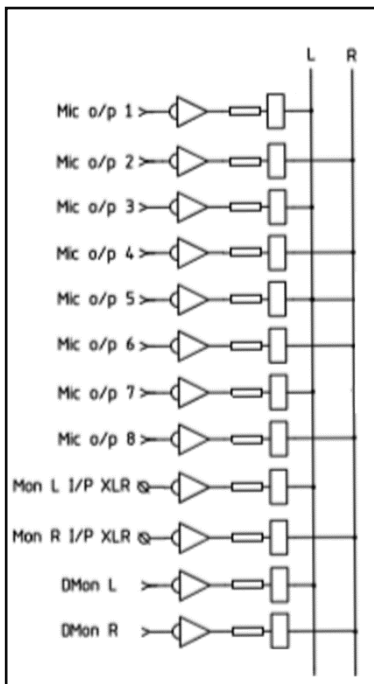 L R
Mic o/p 1
Mic o/p 2
Mic o/p 3
Mic o/p 4
Mic o/p 5
Mic o/p 6
Mic o/p 7
Mic o/p 8
Mon L I/P XLR
Mon R I/P XLR
DMon L
DMon R